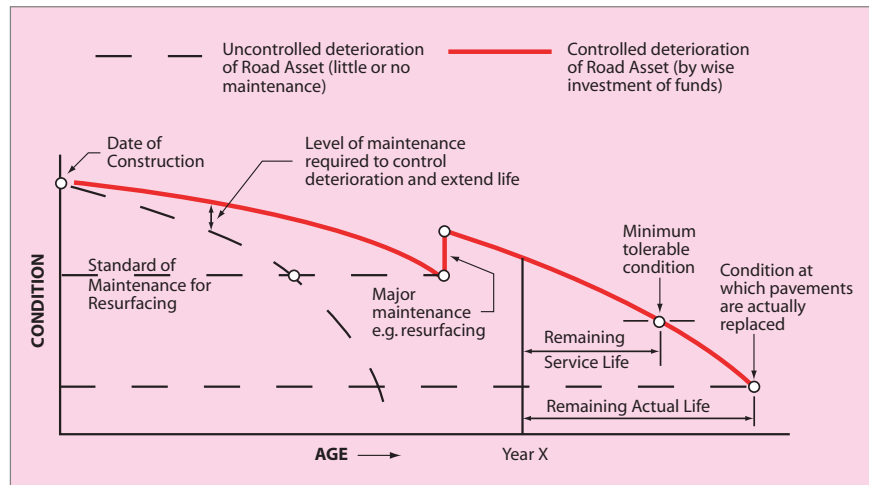 Uncontrolled deterioration
of Road Asset (little or no
maintenance)
Controlled deterioration
of Road Asset (by wise
investment of funds)
Date of
Construction
Level of maintenance
required to control
deterioration and extend life
Minimum
tolerable
condition
Standard of
Maintenance for
Resurfacing
Major
maintenance
e.g. resurfacing
Condition at
which pavements
are actually
replaced
CONDITION
Remaining
Service Life
Remaining Actual Life
AGE
Year X